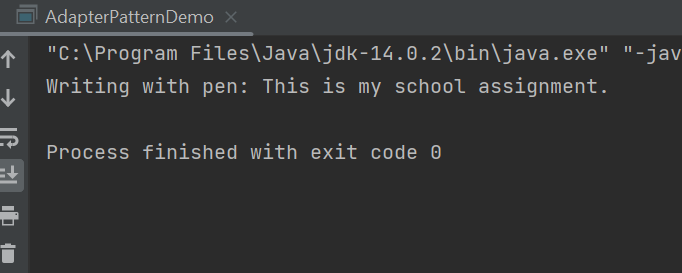 AdapterPatternDemo
"C:\Program Files\Java\jdk-14.0.2\bin\java.exe" "-jav
Writing with pen: This is my school assignment.
Process finished with exit code 0